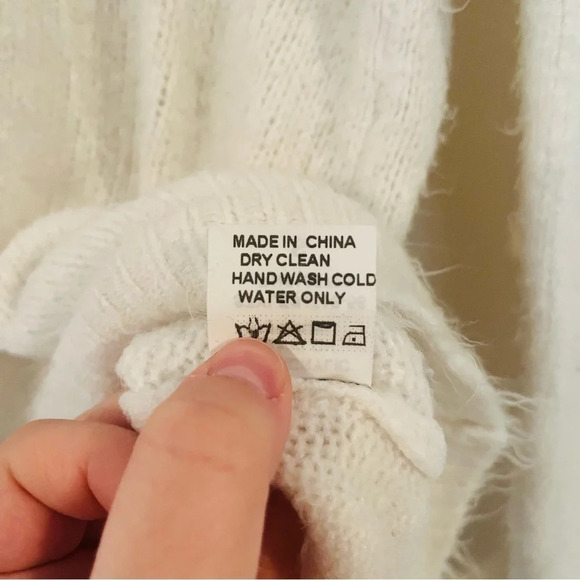 MADE IN CHINA
DRY CLEAN
HAND WASH COLD
WATER ONLY